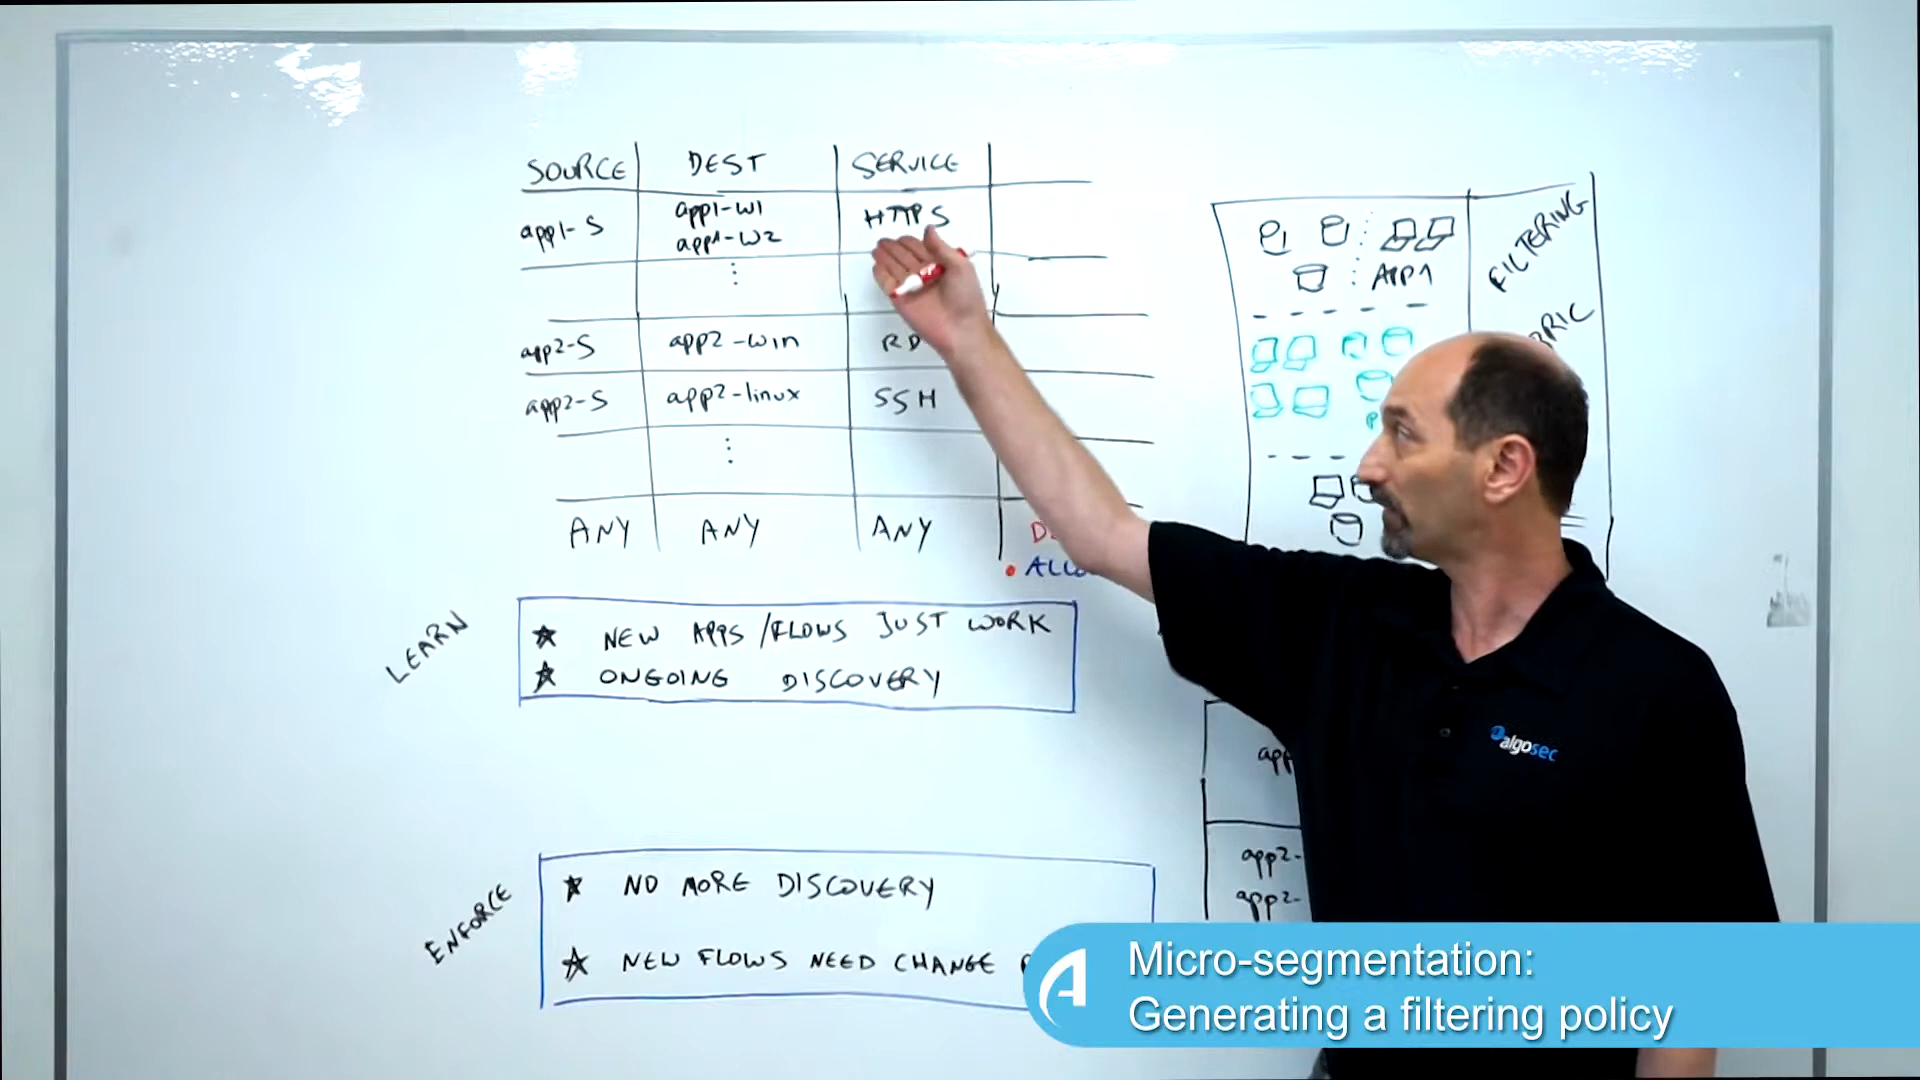 SOURCE DEST SERVICE
app1-S app1-W1 HTTPS
app1-W2
app2-S app2-win
app2-S app2-linux SSH
ANY ANY ANY
LEARN
★ NEW APPS/FLOWS JUST WORK
★ ONGOING DISCOVERY
ENFORCE
★ NO MORE DISCOVERY
★ NEW FLOWS NEED CHANGE
APP1
FILTERING
app2-
app2-
algosec
Micro-segmentation:
Generating a filtering policy